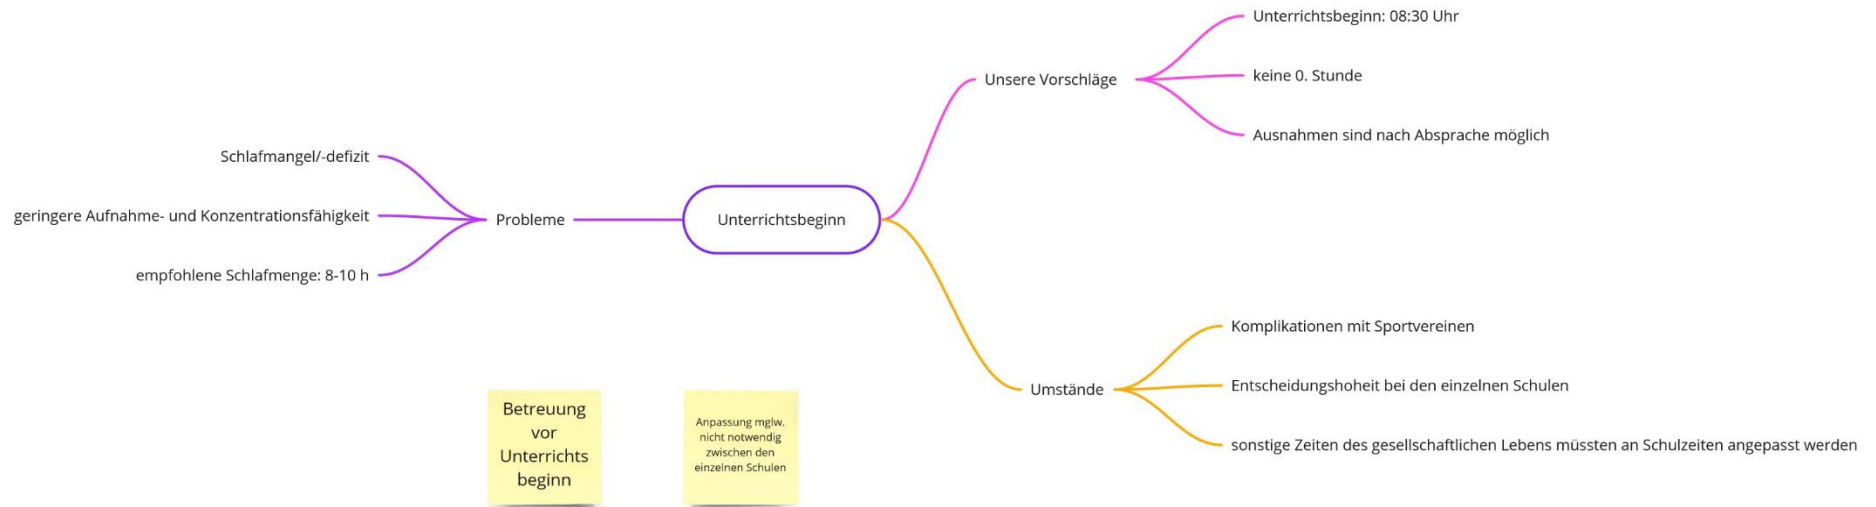 Unterrichtsbeginn
Probleme
Schlafmangel/-defizit
geringere Aufnahme- und Konzentrationsfähigkeit
empfohlene Schlafmenge: 8-10 h
Unsere Vorschläge
Unterrichtsbeginn: 08:30 Uhr
keine 0. Stunde
Ausnahmen sind nach Absprache möglich
Umstände
Komplikationen mit Sportvereinen
Entscheidungshoheit bei den einzelnen Schulen
sonstige Zeiten des gesellschaftlichen Lebens müssten an Schulzeiten angepasst werden
Betreuung
vor
Unterrichts
beginn
Anpassung mglw.
nicht notwendig
zwischen den
einzelnen Schulen